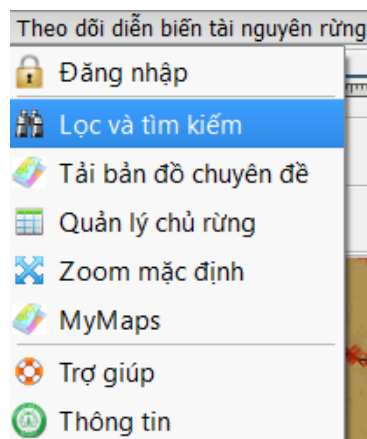 Theo dõi diễn biến tài nguyên rừng
Đăng nhập
Lọc và tìm kiếm
Tải bản đồ chuyên đề
Quản lý chủ rừng
Zoom mặc định
MyMaps
Trợ giúp
Thông tin